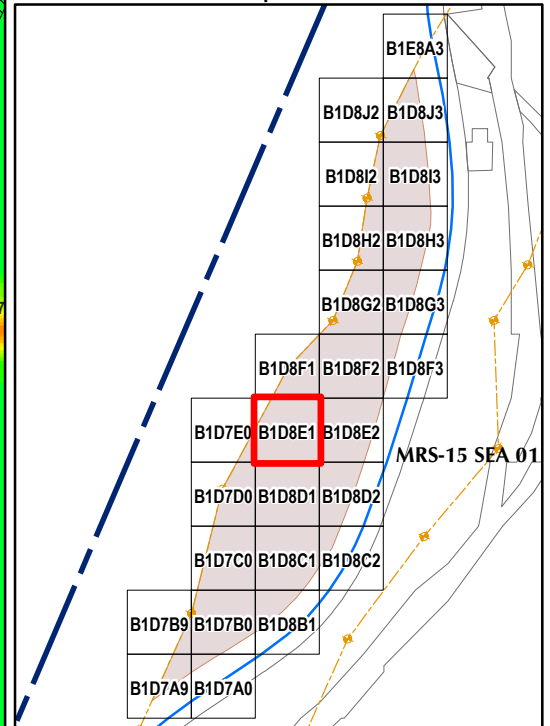 B1E8A3
B1D8J2 B1D8J3
B1D8I2 B1D8I3
B1D8H2 B1D8H3
B1D8G2 B1D8G3
B1D8F1 B1D8F2 B1D8F3
B1D7E0 B1D8E1 B1D8E2
MRS-15 SEA 01
B1D7D0 B1D8D1 B1D8D2
B1D7C0 B1D8C1 B1D8C2
B1D7B9 B1D7B0 B1D8B1
B1D7A9 B1D7A0